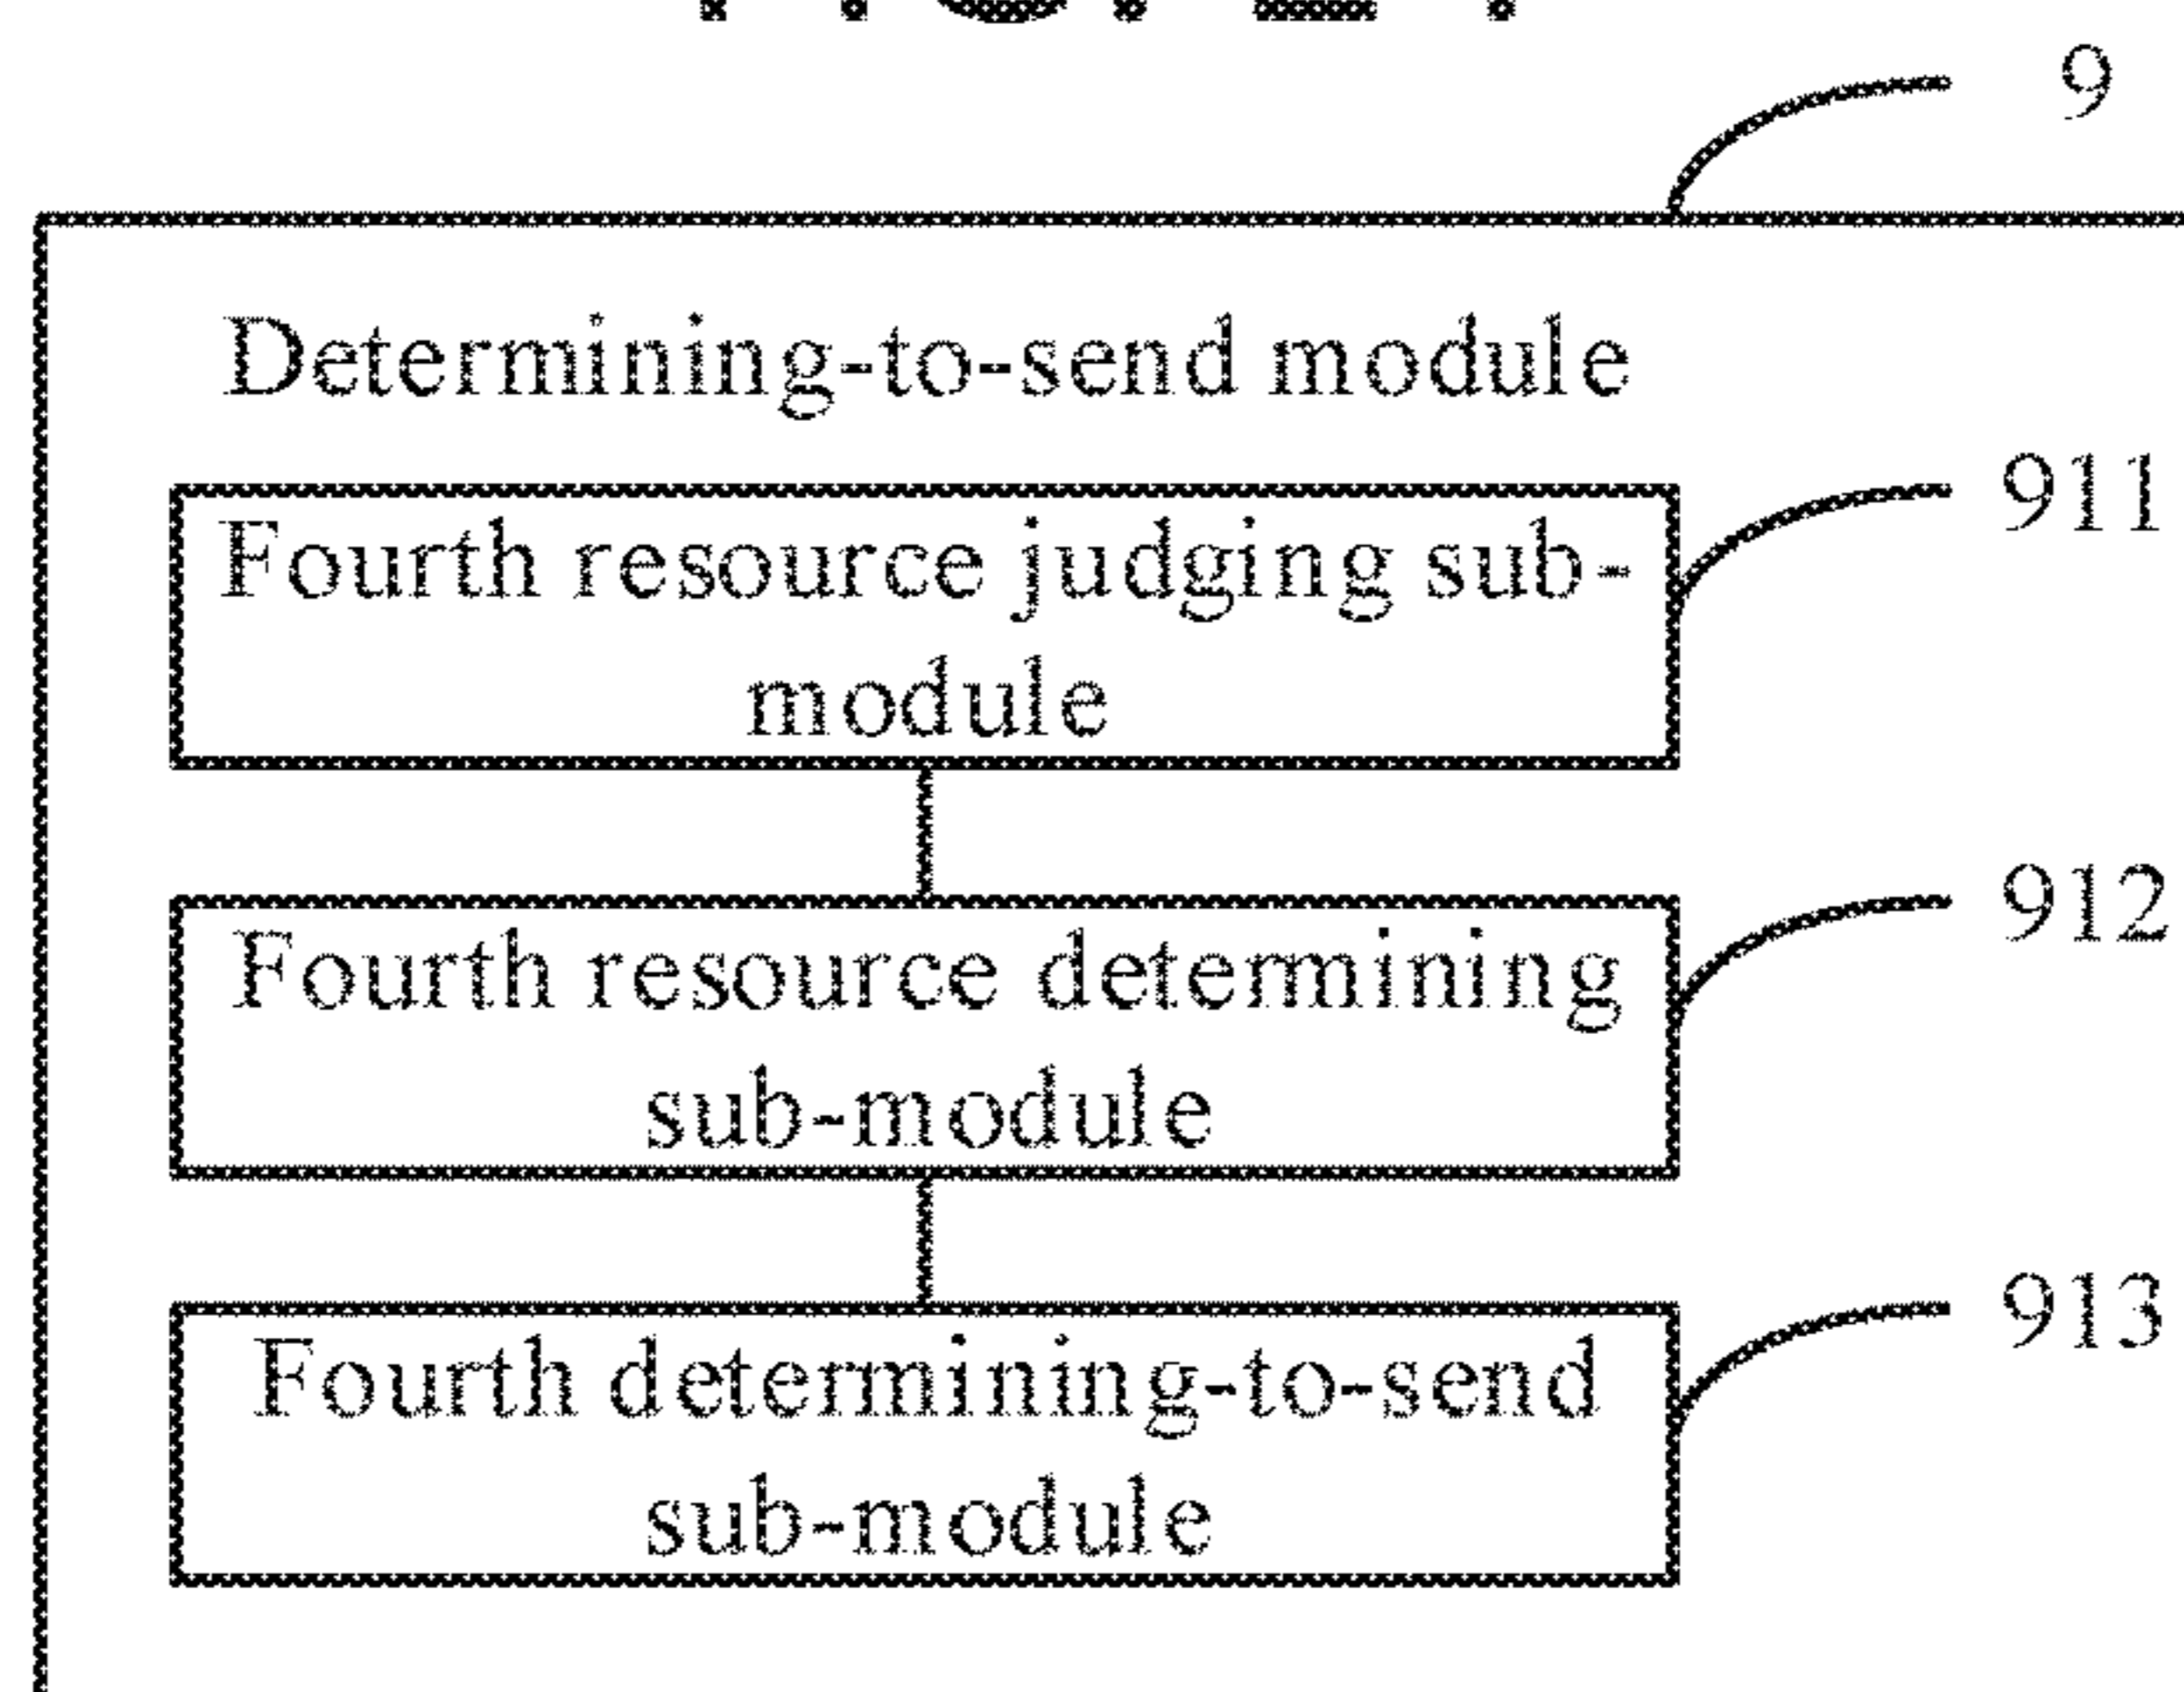 9
Determining-to-send module
911
Fourth resource judging sub-
module
912
Fourth resource determining
sub-module
913
Fourth determining-to-send
sub-module